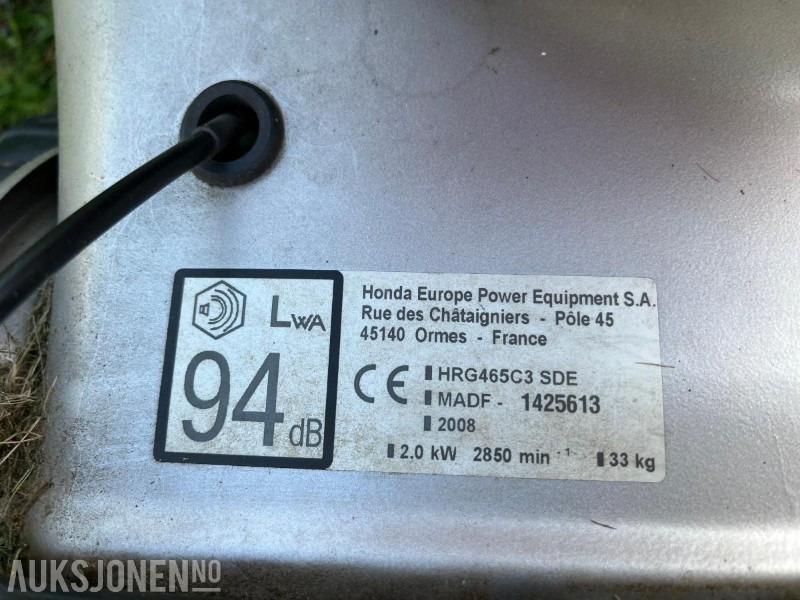 LWA
94 dB
Honda Europe Power Equipment S.A.
Rue des Châtaigniers - Pôle 45
45140 Ormes - France
CE
HRG465C3 SDE
MADF - 1425613
2008
2.0 kW 2850 min -1 33 kg
AUKSJONEN.NO